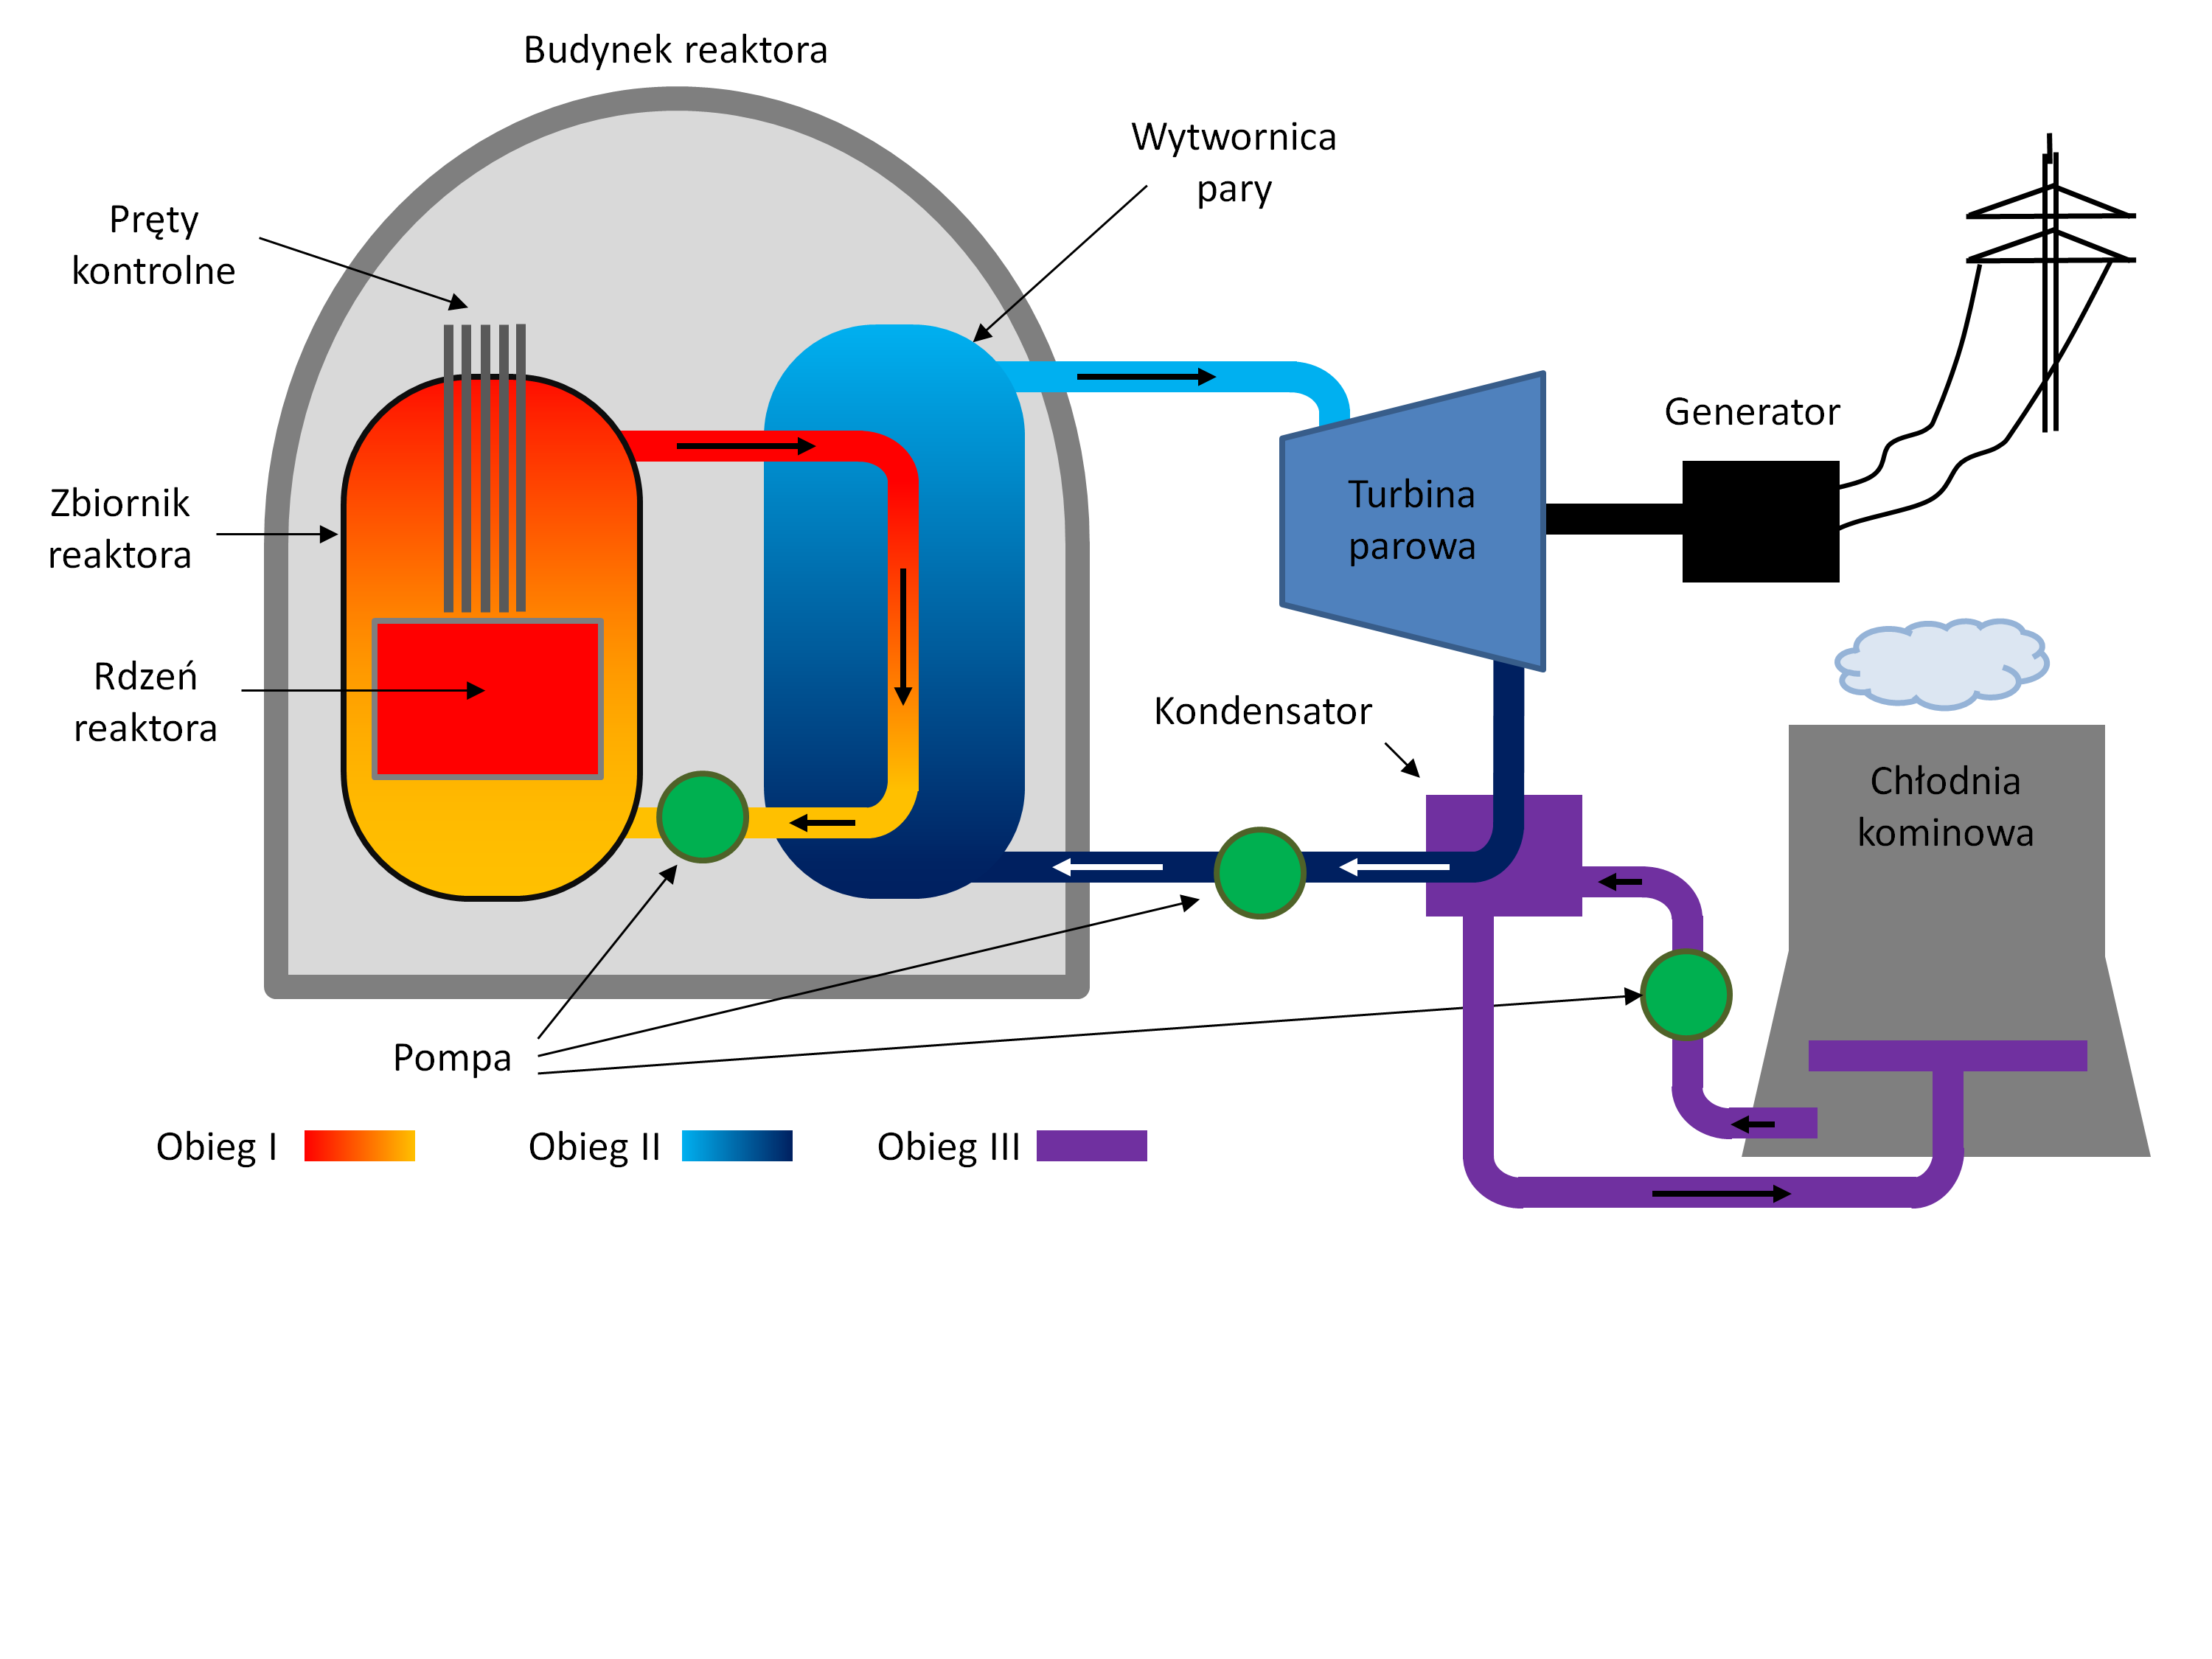 Budynek reaktora
Wytwornica
pary
Pręty
kontrolne
Generator
Zbiornik
reaktora
Turbina
parowa
Rdzeń
reaktora
Kondensator
Chłodnia
kominowa
Pompa
Obieg I
Obieg II
Obieg III